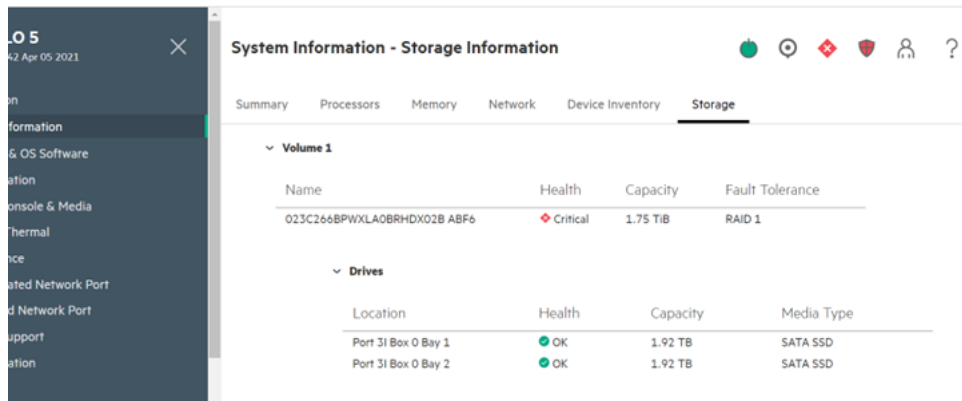 LO 5
42 Apr 05 2021
on
formation
& OS Software
ation
onsole & Media
Thermal
nce
ated Network Port
d Network Port
upport
ation
System Information - Storage Information
?
Summary Processors Memory Network Device Inventory Storage
Volume 1
Name Health Capacity Fault Tolerance
023C266BPWXLA0BRHDX02B ABF6 Critical 1.75 TiB RAID 1
Drives
Location Health Capacity Media Type
Port 3I Box 0 Bay 1 OK 1.92 TB SATA SSD
Port 3I Box 0 Bay 2 OK 1.92 TB SATA SSD